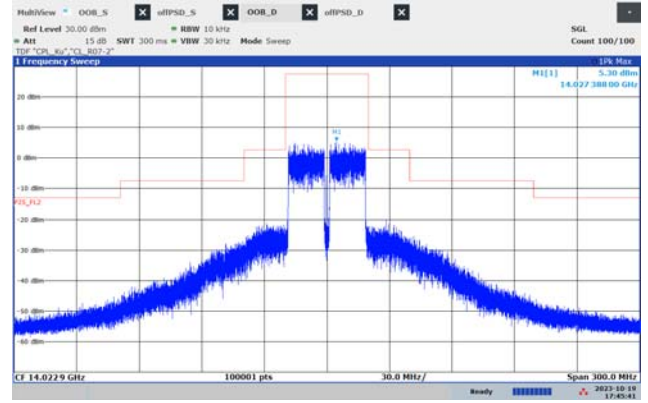 MultiView OOB_S X offPSD_S X OOB_D X offPSD_D X
Ref Level 30.00 dBm RBW 10 kHz SGL
Att 15 dB SWT 300 ms VBW 30 kHz Mode Sweep Count 100/100
TDF "CPL_Ku","CL_R07-2"
1 Frequency Sweep 1Pk Max
M1[1] 5.30 dBm
14.027 388 00 GHz
20 dBm
10 dBm
M1
0 dBm
-10 dBm
-20 dBm
-30 dBm
-40 dBm
-50 dBm
-60 dBm
CF 14.0229 GHz 100001 pts 30.0 MHz/ Span 300.0 MHz
Ready 2023-10-19
17:45:41